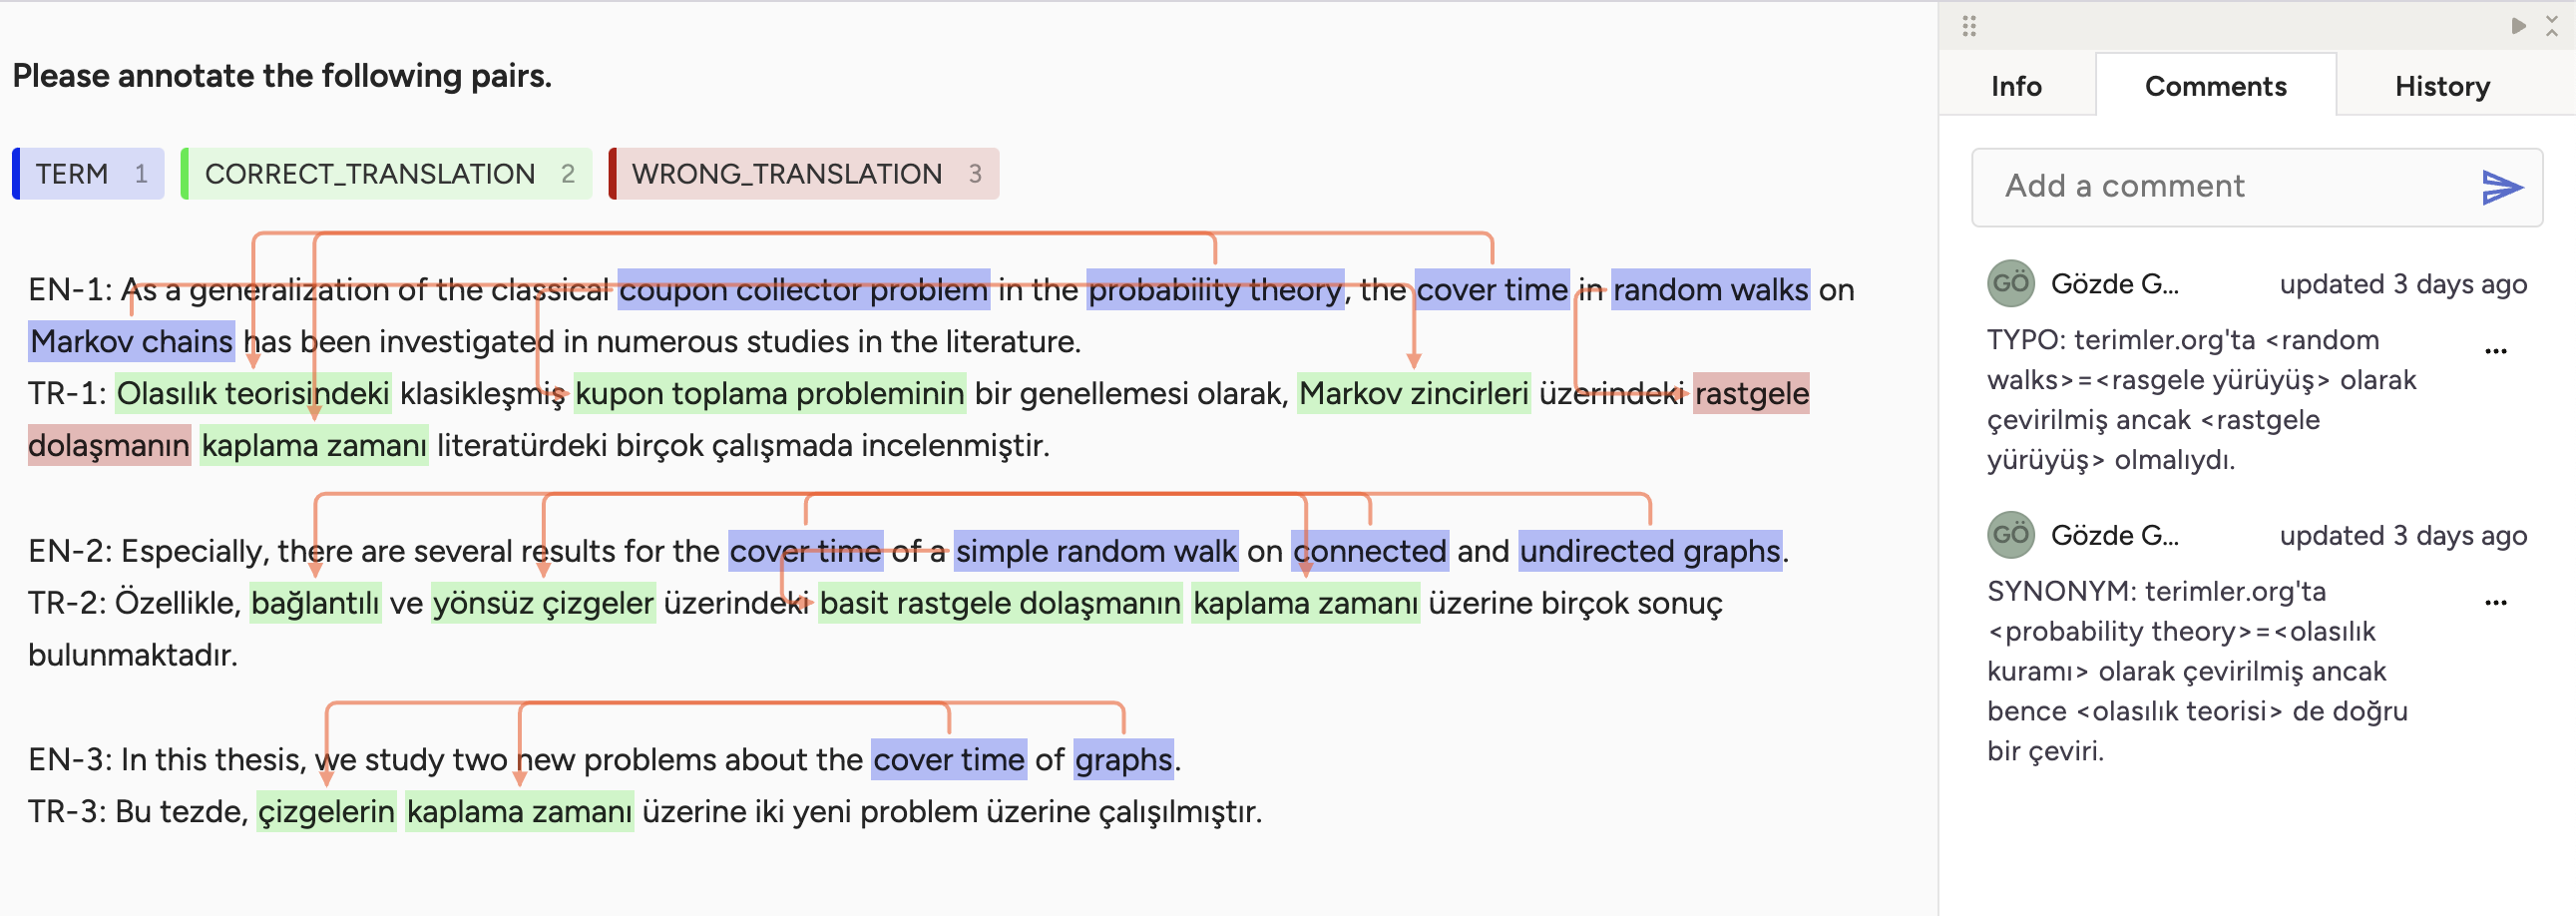 Please annotate the following pairs.
TERM 1 CORRECT_TRANSLATION 2 WRONG_TRANSLATION 3
EN-1: As a generalization of the classical coupon collector problem in the probability theory, the cover time in random walks on
Markov chains has been investigated in numerous studies in the literature.
TR-1: Olasılık teorisindeki klasikleşmiş kupon toplama probleminin bir genellemesi olarak, Markov zincirleri üzerindeki rastgele
dolaşmanın kaplama zamanı literatürdeki birçok çalışmada incelenmiştir.
EN-2: Especially, there are several results for the cover time of a simple random walk on connected and undirected graphs.
TR-2: Özellikle, bağlantılı ve yönsüz çizgeler üzerindeki basit rastgele dolaşmanın kaplama zamanı üzerine birçok sonuç
bulunmaktadır.
EN-3: In this thesis, we study two new problems about the cover time of graphs.
TR-3: Bu tezde, çizgelerin kaplama zamanı üzerine iki yeni problem üzerine çalışılmıştır.
Info Comments History
Add a comment
GÖ Gözde G... updated 3 days ago
TYPO: terimler.org'ta <random
walks>=<rasgele yürüyüş> olarak
çevirilmiş ancak <rastgele
yürüyüş> olmalıydı.
GÖ Gözde G... updated 3 days ago
SYNONYM: terimler.org'ta
<probability theory>=<olasılık
kuramı> olarak çevirilmiş ancak
bence <olasılık teorisi> de doğru
bir çeviri.